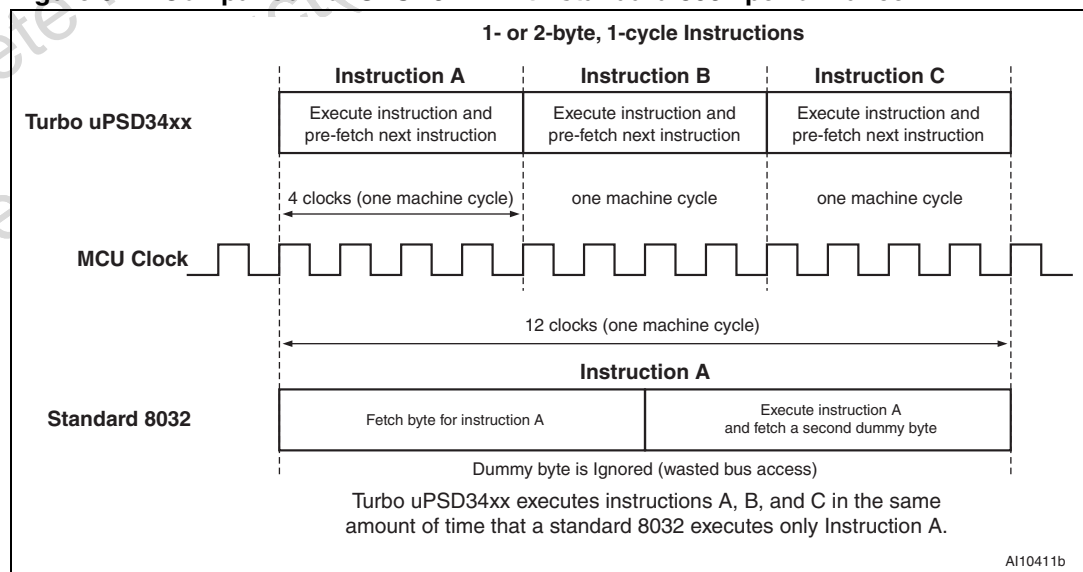 1- or 2-byte, 1-cycle Instructions
Instruction A Instruction B Instruction C
Turbo uPSD34xx
Execute instruction and
pre-fetch next instruction
Execute instruction and
pre-fetch next instruction
Execute instruction and
pre-fetch next instruction
4 clocks (one machine cycle) one machine cycle one machine cycle
MCU Clock
12 clocks (one machine cycle)
Instruction A
Standard 8032
Fetch byte for instruction A
Execute instruction A
and fetch a second dummy byte
Dummy byte is Ignored (wasted bus access)
Turbo uPSD34xx executes instructions A, B, and C in the same
amount of time that a standard 8032 executes only Instruction A.
AI10411b